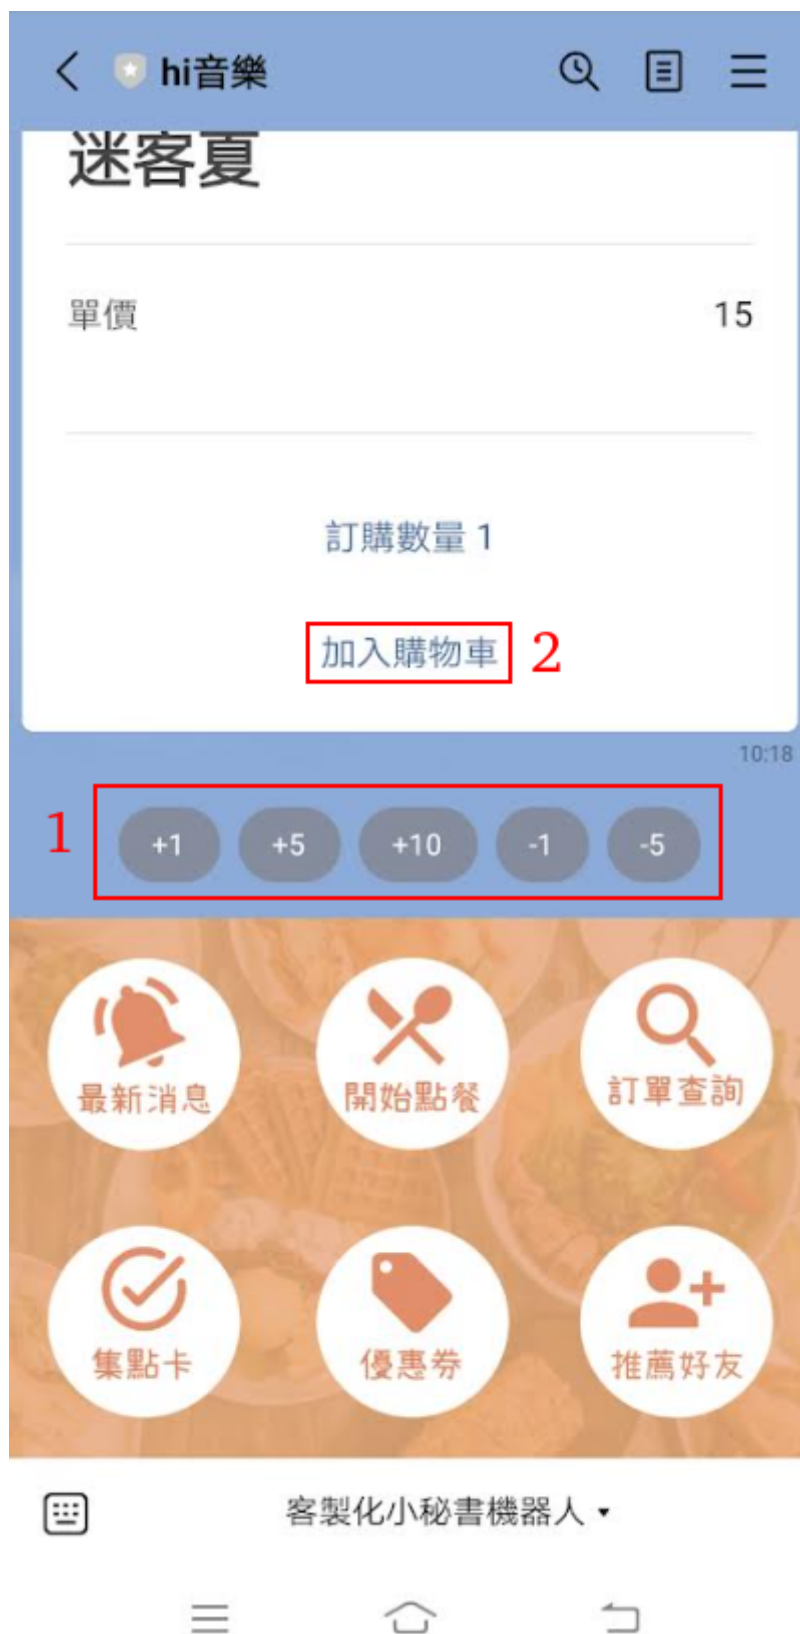 hi音樂
迷客夏
單價 15
訂購數量 1
加入購物車 2
10:18
1 +1 +5 +10 -1 -5
最新消息 開始點餐 訂單查詢
集點卡 優惠券 推薦好友
客製化小秘書機器人